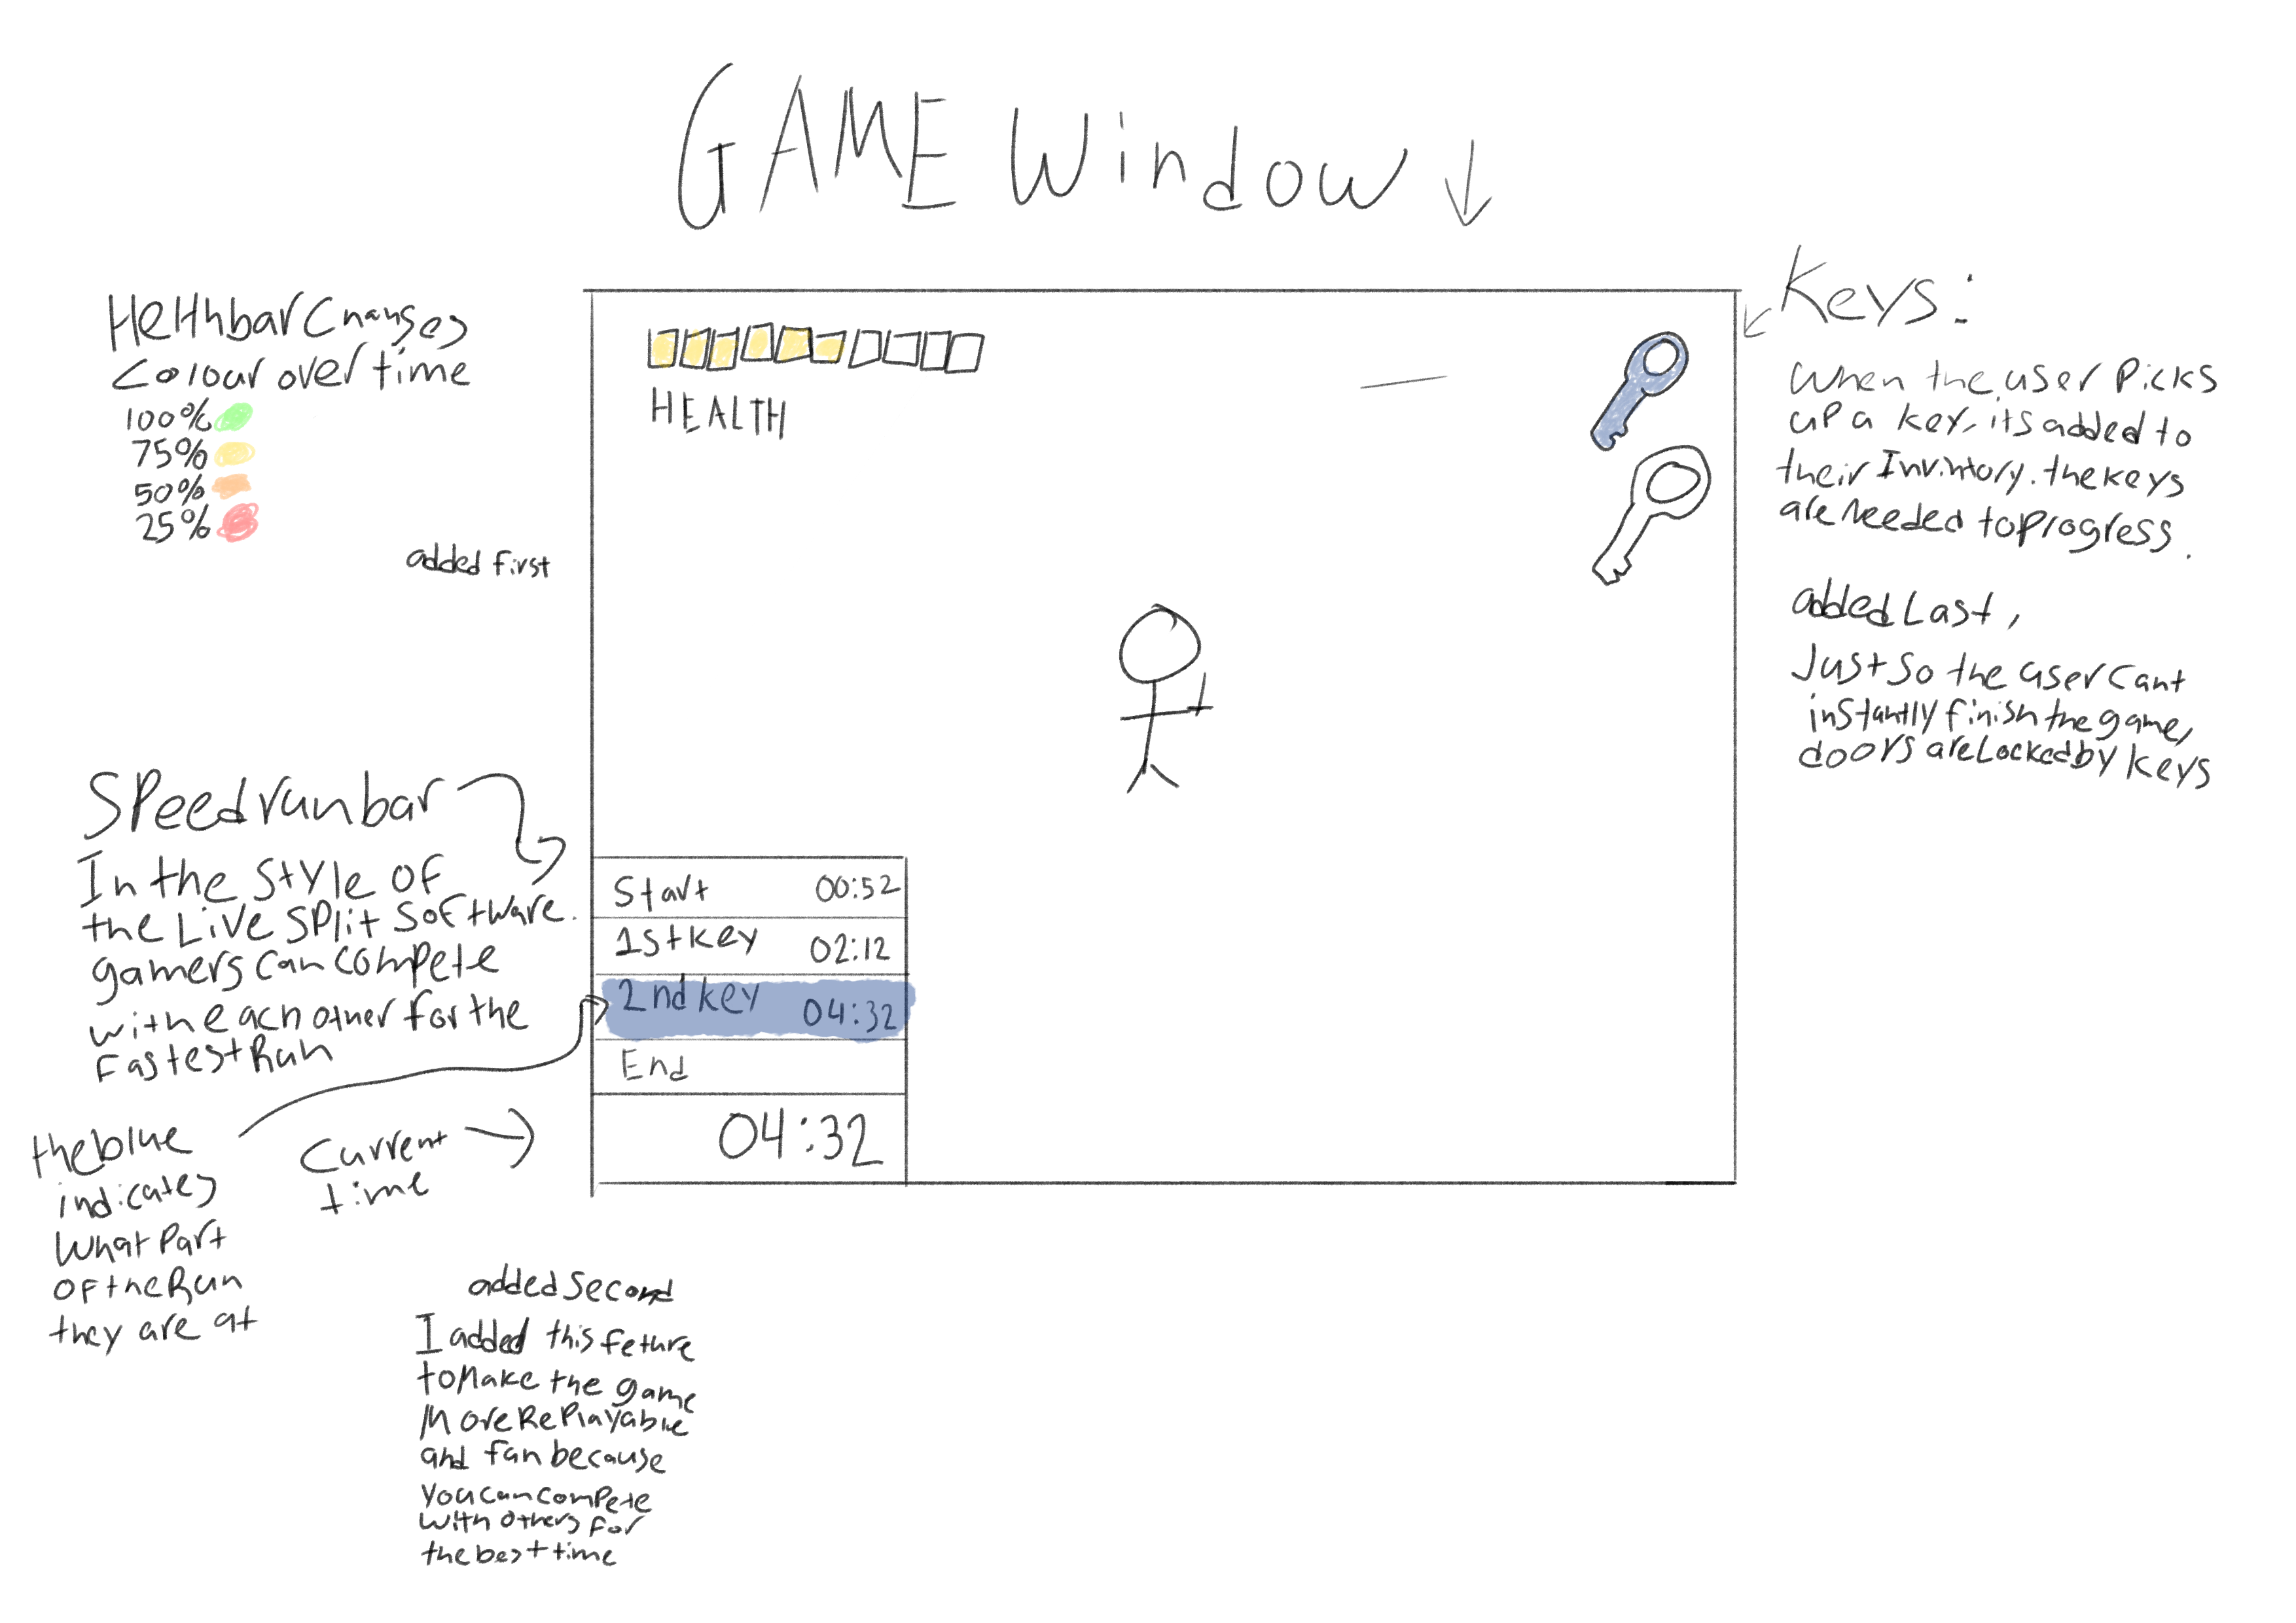 GAME Window
Helthbar Changes
Colour over time
100%
75%
50%
25%
added first
HEALTH
Keys:
When the user Picks
up a key, its added to
their Invintory. the keys
are needed to progress.
added Last,
Just so the user cant
instantly finish the game,
doors are Locked by keys
Speedrun bar
In the style of
the Live Split Software.
gamers can compete
with each other for the
Fastest Run
Start 00:52
1st key 02:12
2nd key 04:32
End
04:32
the blue
indicates
What Part
OF the Run
they are at
Current
time
added Second
I added this feture
to Make the game
More RePlayable
and fun because
You can compete
With others For
the best time